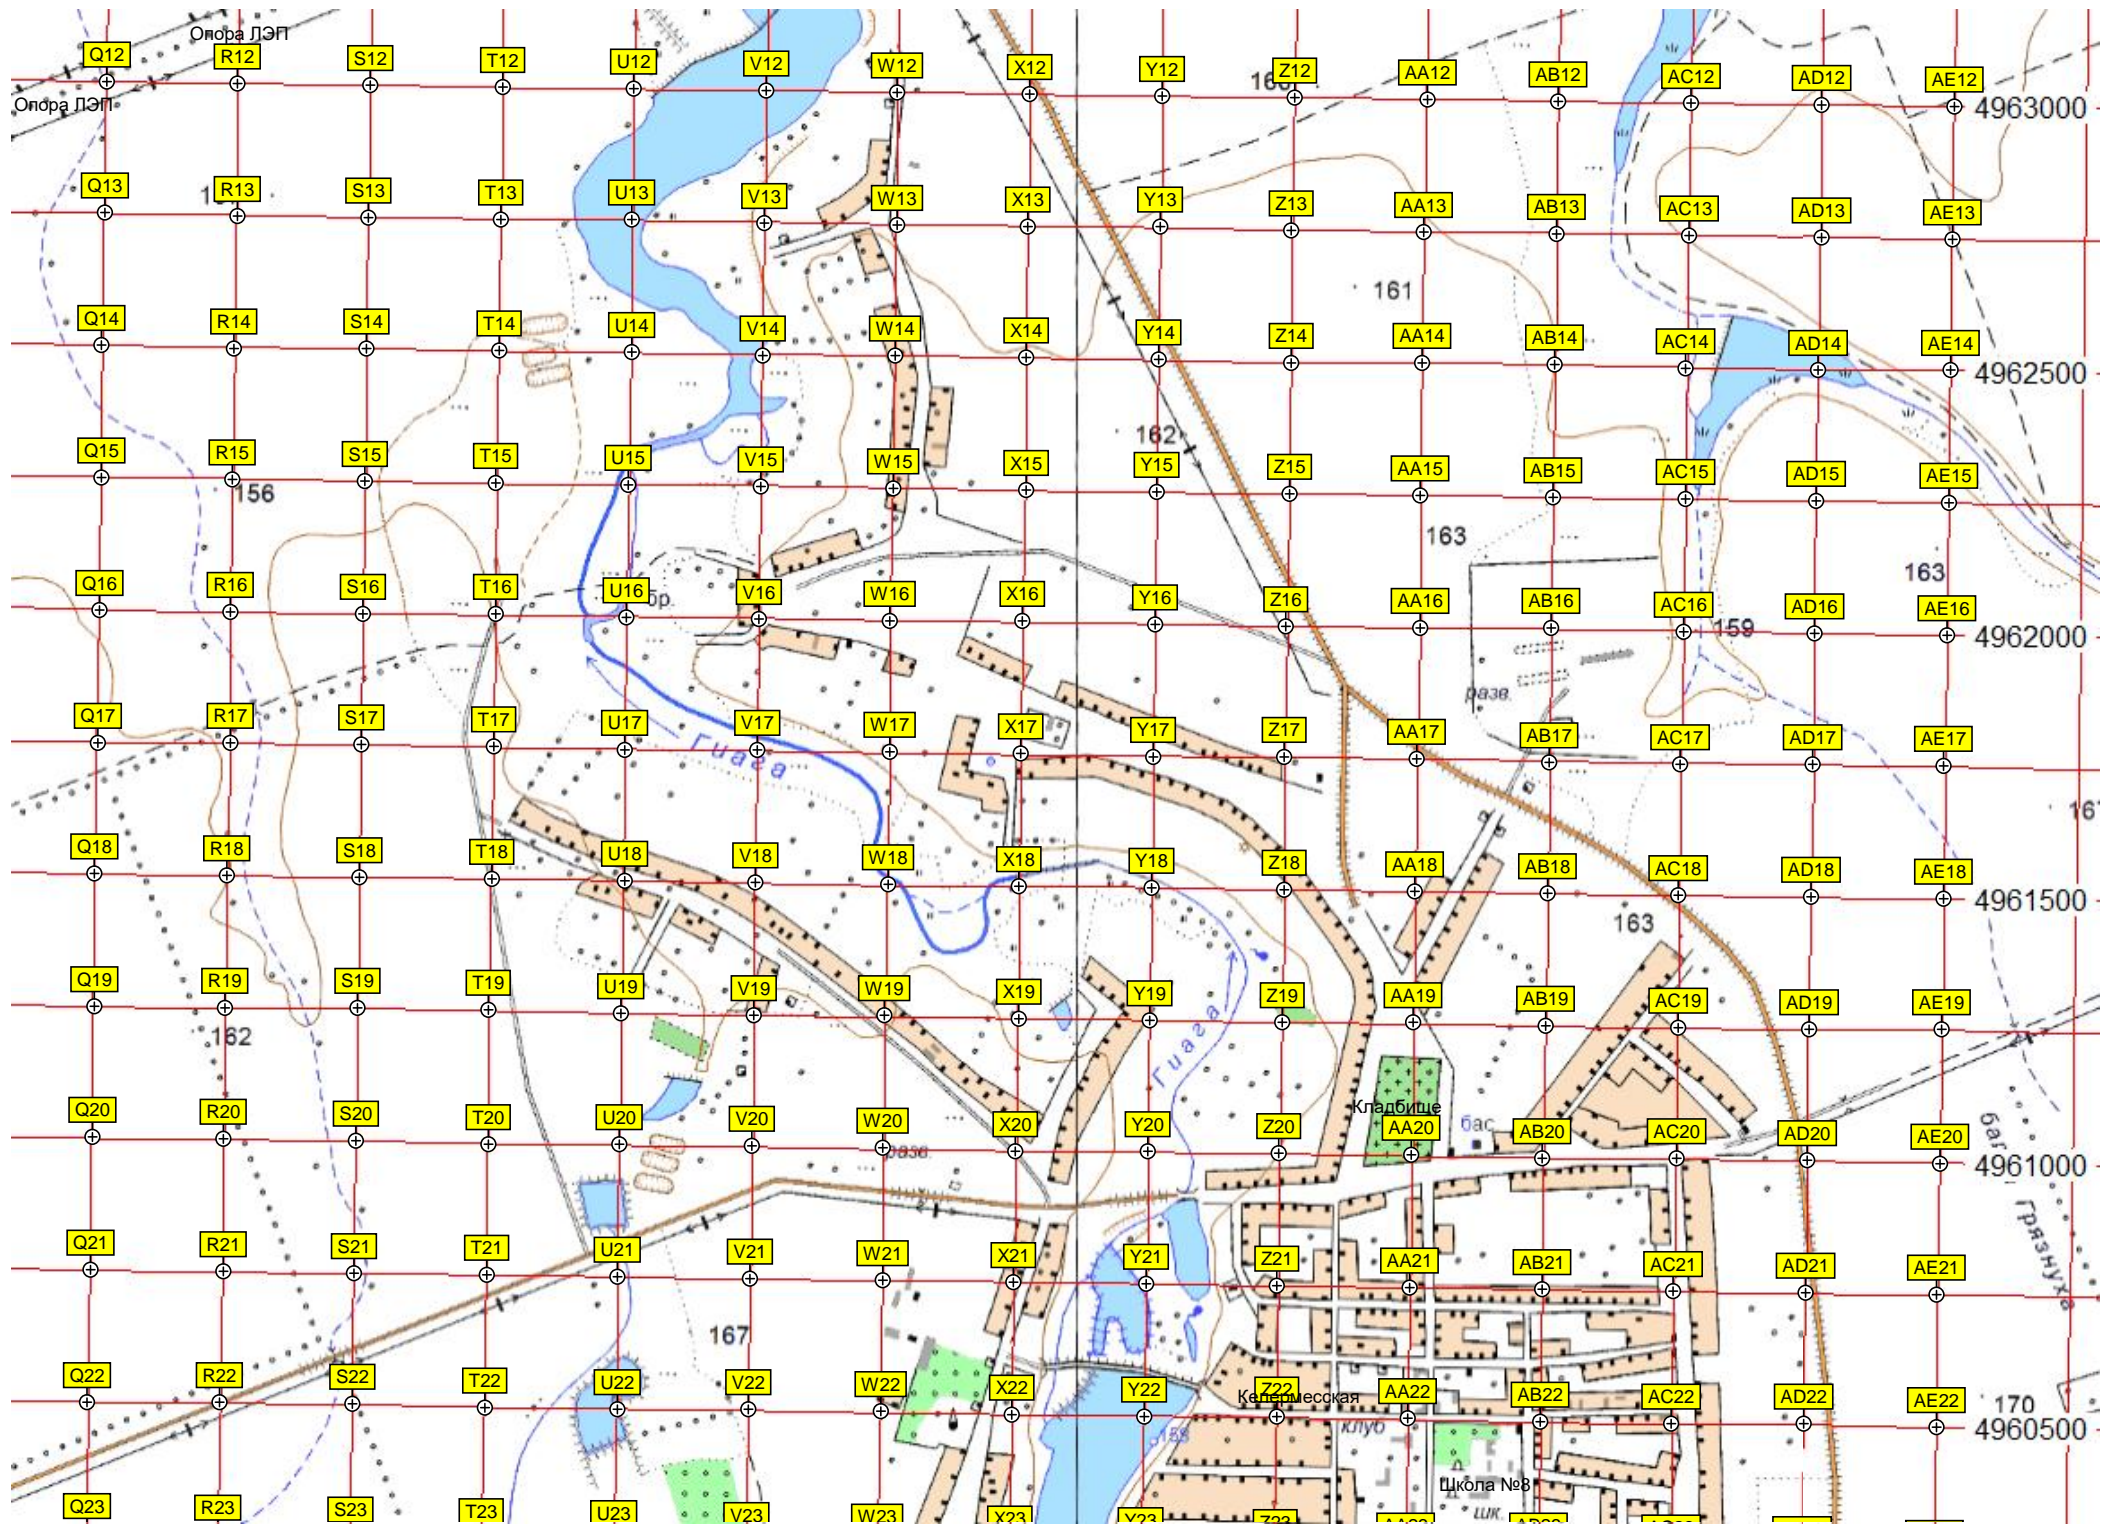 Опора ЛЭП
Q12 R12 S12 T12 U12 V12 W12 X12 Y12 Z12 AA12 AB12 AC12 AD12 AE12
Опора ЛЭП
4963000
Q13 R13 S13 T13 U13 V13 W13 X13 Y13 Z13 AA13 AB13 AC13 AD13 AE13
161
Q14 R14 S14 T14 U14 V14 W14 X14 Y14 Z14 AA14 AB14 AC14 AD14 AE14
4962500
162
Q15 R15 S15 T15 U15 V15 W15 X15 Y15 Z15 AA15 AB15 AC15 AD15 AE15
156
163
163
Q16 R16 S16 T16 U16 V16 W16 X16 Y16 Z16 AA16 AB16 AC16 AD16 AE16
бр.
159
4962000
разв.
Q17 R17 S17 T17 U17 V17 W17 X17 Y17 Z17 AA17 AB17 AC17 AD17 AE17
Гиага
Q18 R18 S18 T18 U18 V18 W18 X18 Y18 Z18 AA18 AB18 AC18 AD18 AE18
4961500
163
Q19 R19 S19 T19 U19 V19 W19 X19 Y19 Z19 AA19 AB19 AC19 AD19 AE19
162
Гиага
Кладбище
Q20 R20 S20 T20 U20 V20 W20 X20 Y20 Z20 AA20 AB20 AC20 AD20 AE20
бас.
разв.
4961000
бал. Грязнуха
Q21 R21 S21 T21 U21 V21 W21 X21 Y21 Z21 AA21 AB21 AC21 AD21 AE21
167
Q22 R22 S22 T22 U22 V22 W22 X22 Y22 Z22 AA22 AB22 AC22 AD22 AE22
Келермесская
170
клуб
4960500
158
Школа №8
шк.
Q23 R23 S23 T23 U23 V23 W23 X23 Y23 Z23